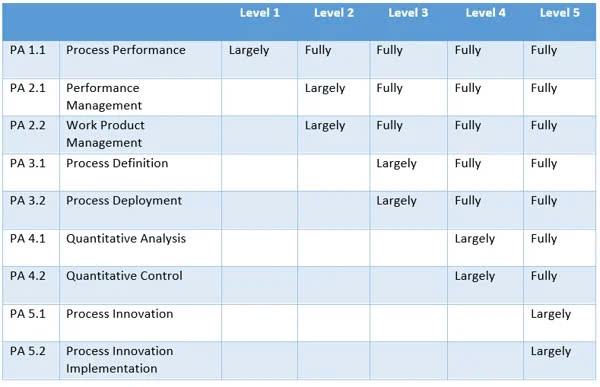 Level 1 Level 2 Level 3 Level 4 Level 5
PA 1.1 Process Performance Largely Fully Fully Fully Fully
PA 2.1 Performance Largely Fully Fully Fully
Management
PA 2.2 Work Product Largely Fully Fully Fully
Management
PA 3.1 Process Definition Largely Fully Fully
PA 3.2 Process Deployment Largely Fully Fully
PA 4.1 Quantitative Analysis Largely Fully
PA 4.2 Quantitative Control Largely Fully
PA 5.1 Process Innovation Largely
PA 5.2 Process Innovation Largely
Implementation